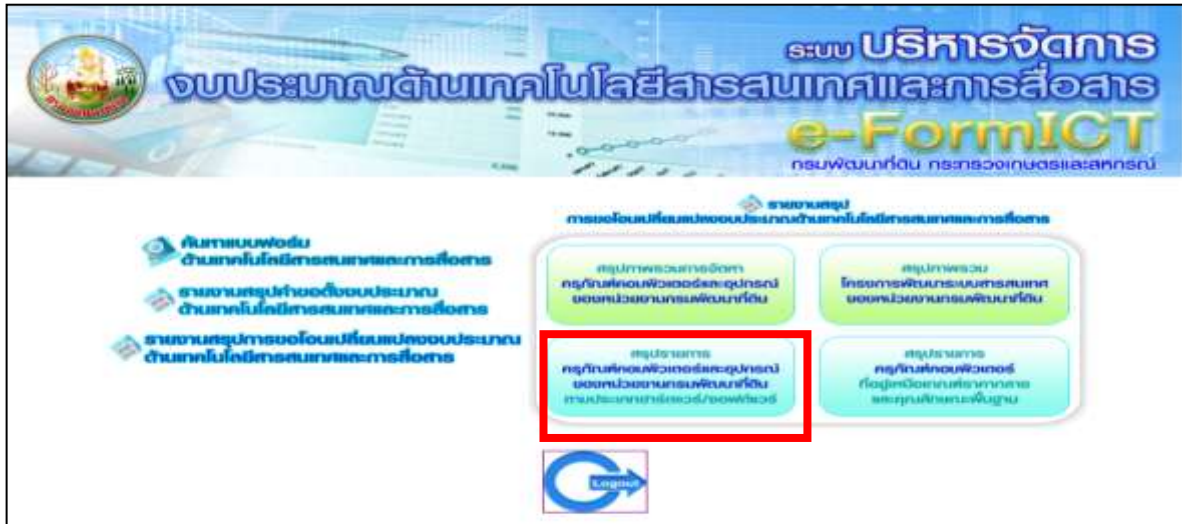 ระบบ บริหารจัดการ
งบประมาณด้านเทคโนโลยีสารสนเทศและการสื่อสาร
e-FormICT
กรมพัฒนาที่ดิน กระทรวงเกษตรและสหกรณ์
รายงานสรุป
การขอโอนเปลี่ยนแปลงงบประมาณด้านเทคโนโลยีสารสนเทศและการสื่อสาร
ค้นหาแบบฟอร์ม
ด้านเทคโนโลยีสารสนเทศและการสื่อสาร
รายงานสรุปคำขอตั้งงบประมาณ
ด้านเทคโนโลยีสารสนเทศและการสื่อสาร
รายงานสรุปการขอโอนเปลี่ยนแปลงงบประมาณ
ด้านเทคโนโลยีสารสนเทศและการสื่อสาร
สรุปภาพรวมการจัดหา
ครุภัณฑ์คอมพิวเตอร์และอุปกรณ์
ของหน่วยงานกรมพัฒนาที่ดิน
สรุปภาพรวม
โครงการพัฒนาระบบสารสนเทศ
ของหน่วยงานกรมพัฒนาที่ดิน
สรุปรายการ
ครุภัณฑ์คอมพิวเตอร์และอุปกรณ์
ของหน่วยงานกรมพัฒนาที่ดิน
ตามประเภทฮาร์ดแวร์/ซอฟต์แวร์
สรุปรายการ
ครุภัณฑ์คอมพิวเตอร์
ที่อยู่เหนือเกณฑ์ราคากลาง
และคุณลักษณะพื้นฐาน
Logout